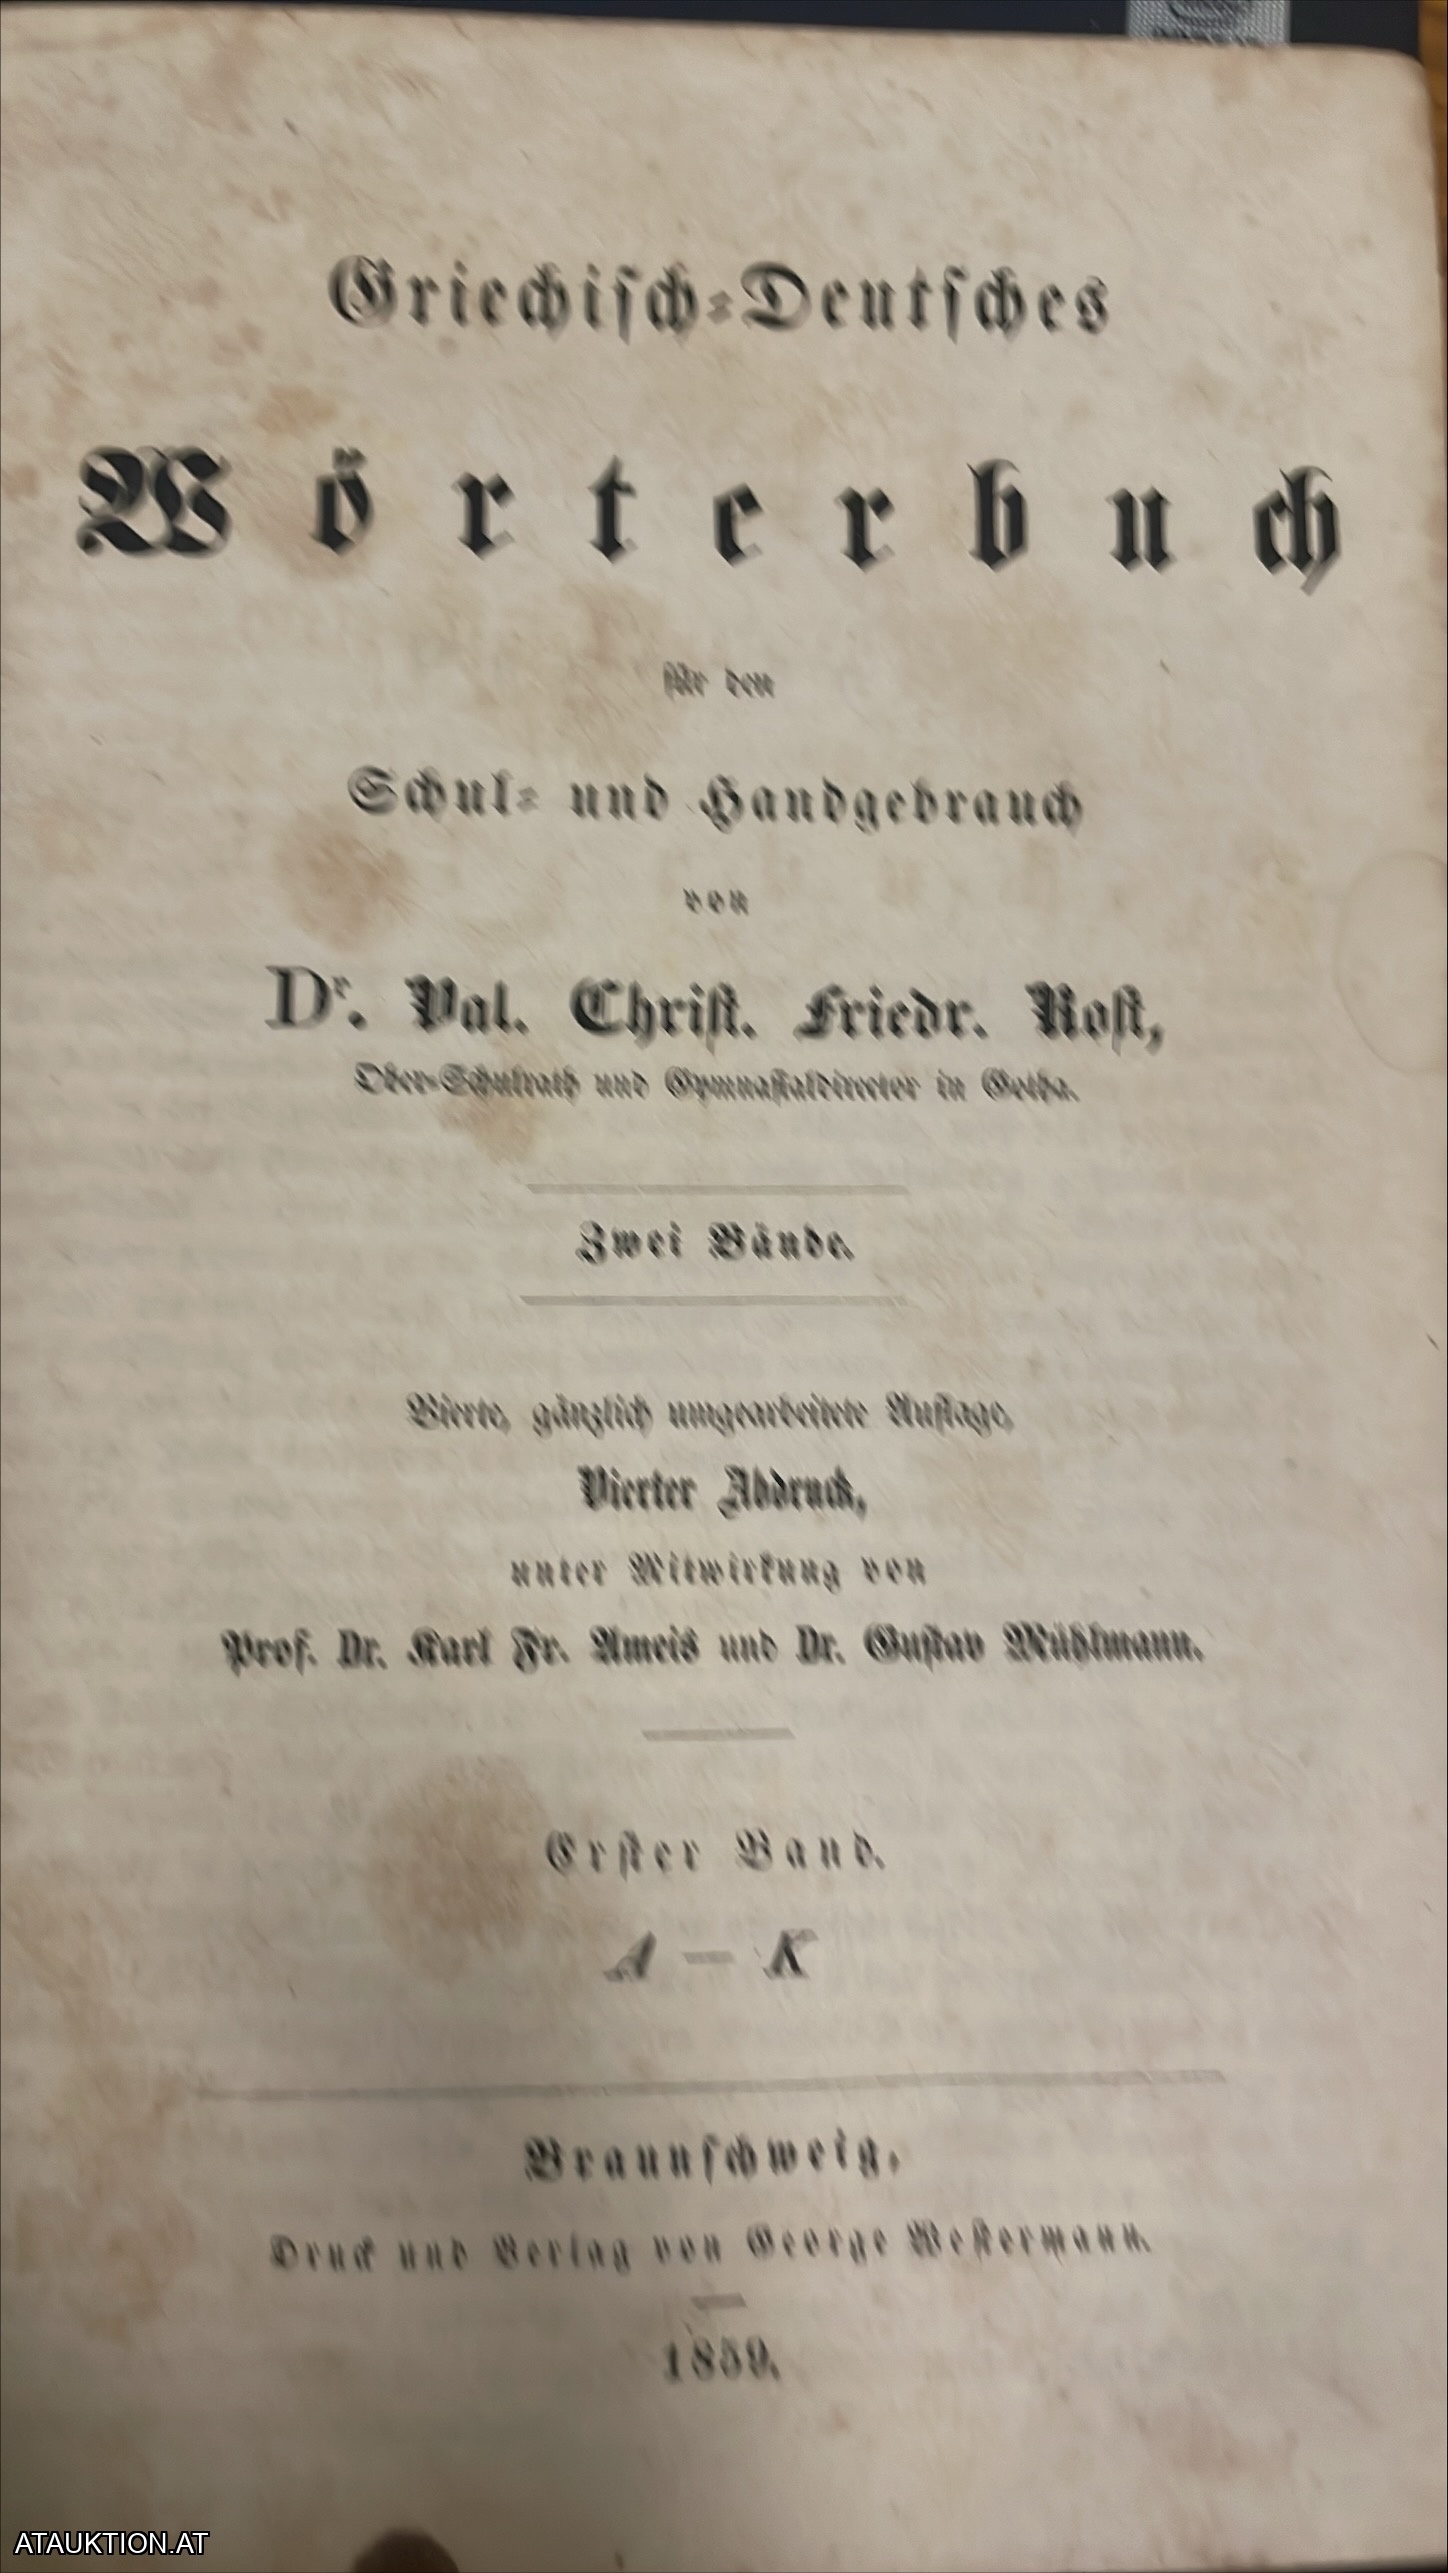 Griechisch-Deutsches
Wörterbuch
für den
Schul- und Handgebrauch
von
Dr. Val. Christ. Friedr. Rost,
Ober-Schulrath und Gymnasialdirector in Gotha.
Zwei Bände.
Vierte, gänzlich umgearbeitete Auflage,
Vierter Abdruck,
unter Mitwirkung von
Prof. Dr. Karl Fr. Ameis und Dr. Gustav Mühlmann.
Erster Band.
A — K
Braunschweig,
Druck und Verlag von George Westermann.
1859.
ATAUKTION.AT